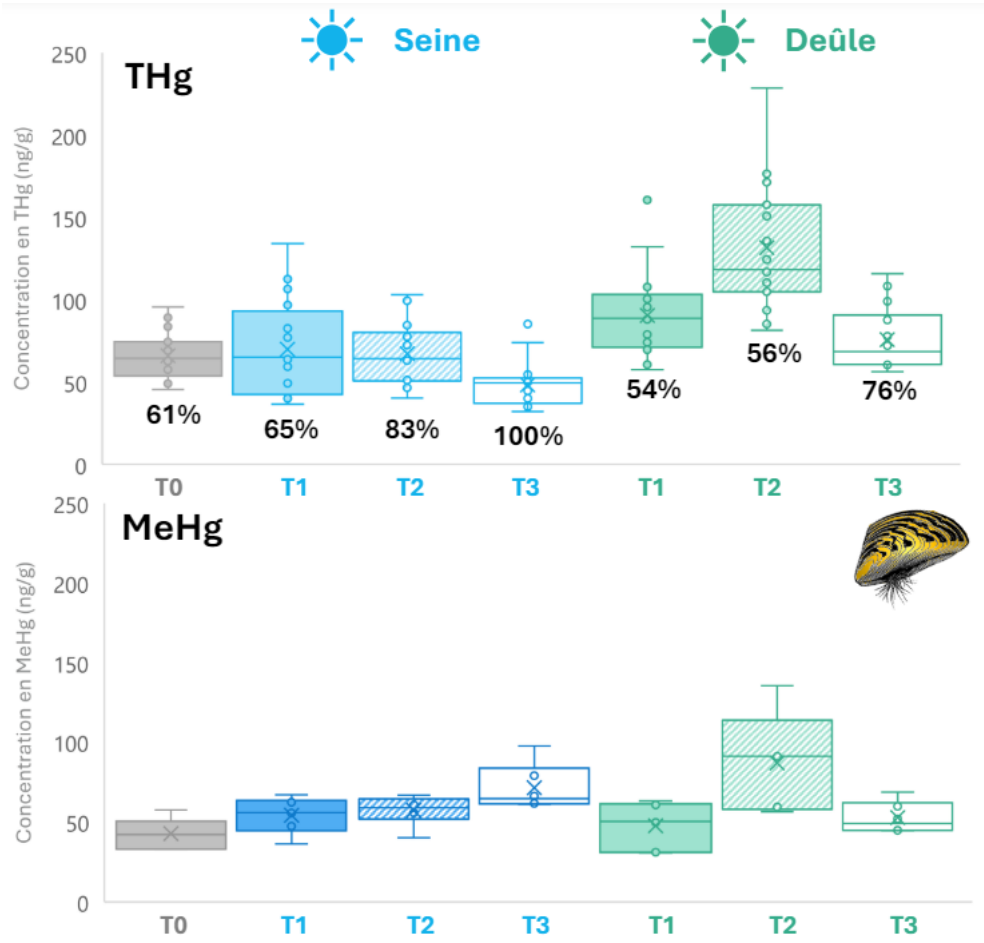 Seine
Deûle
THg
Concentration en THg (ng/g)
250
200
150
100
50
0
61%
65%
83%
100%
54%
56%
76%
T0
T1
T2
T3
T1
T2
T3
MeHg
Concentration en MeHg (ng/g)
250
200
150
100
50
0
T0
T1
T2
T3
T1
T2
T3